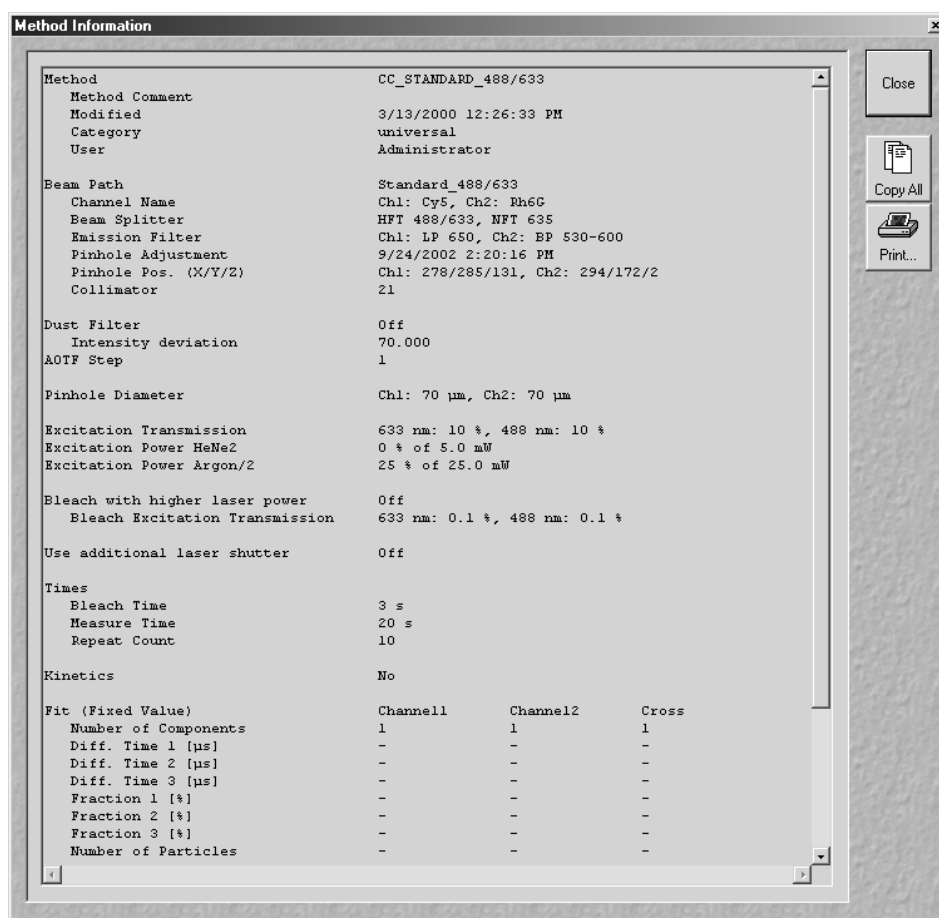 Method Information
Method CC_STANDARD_488/633
Method Comment
Modified 3/13/2000 12:26:33 PM
Category universal
User Administrator
Beam Path Standard_488/633
Channel Name Ch1: Cy5, Ch2: Rh6G
Beam Splitter HFT 488/633, NFT 635
Emission Filter Ch1: LP 650, Ch2: BP 530-600
Pinhole Adjustment 9/24/2002 2:20:16 PM
Pinhole Pos. (X/Y/Z) Ch1: 278/285/131, Ch2: 294/172/2
Collimator 21
Dust Filter Off
Intensity deviation 70.000
AOTF Step 1
Pinhole Diameter Ch1: 70 µm, Ch2: 70 µm
Excitation Transmission 633 nm: 10 %, 488 nm: 10 %
Excitation Power HeNe2 0 % of 5.0 mW
Excitation Power Argon/2 25 % of 25.0 mW
Bleach with higher laser power Off
Bleach Excitation Transmission 633 nm: 0.1 %, 488 nm: 0.1 %
Use additional laser shutter Off
Times
Bleach Time 3 s
Measure Time 20 s
Repeat Count 10
Kinetics No
Fit (Fixed Value) Channel1 Channel2 Cross
Number of Components 1 1 1
Diff. Time 1 [µs] - - -
Diff. Time 2 [µs] - - -
Diff. Time 3 [µs] - - -
Fraction 1 [%] - - -
Fraction 2 [%] - - -
Fraction 3 [%] - - -
Number of Particles - - -
Close
Copy All
Print...